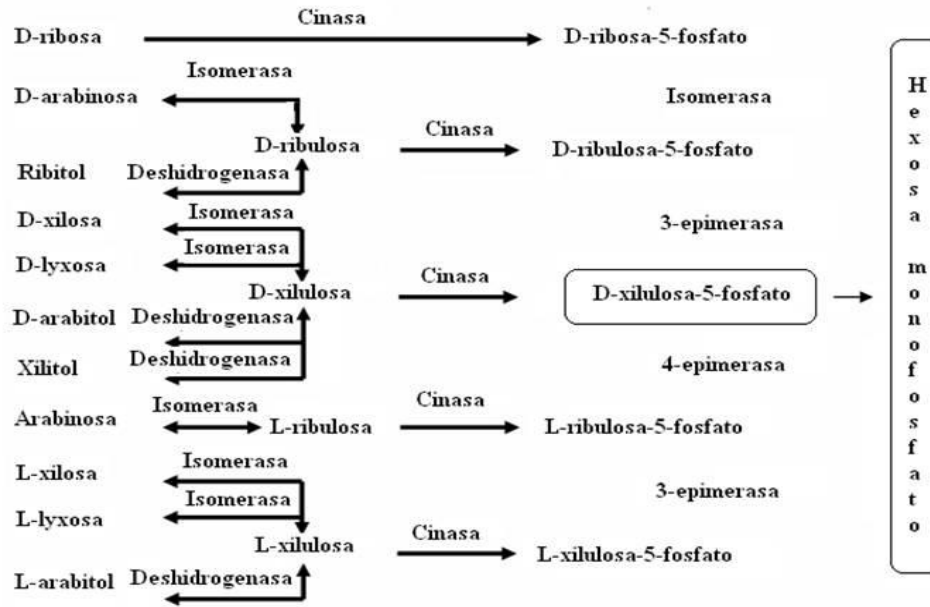 Cinasa
D-ribosa D-ribosa-5-fosfato
Isomerasa
D-arabinosa Isomerasa
Cinasa
D-ribulosa D-ribulosa-5-fosfato
Ribitol Deshidrogenasa
D-xilosa Isomerasa 3-epimerasa
D-lyxosa Isomerasa
Cinasa
D-xilulosa D-xilulosa-5-fosfato
D-arabitol Deshidrogenasa
Xilitol Deshidrogenasa 4-epimerasa
Isomerasa Cinasa
Arabinosa L-ribulosa L-ribulosa-5-fosfato
L-xilosa Isomerasa
L-lyxosa Isomerasa 3-epimerasa
Cinasa
L-xilulosa L-xilulosa-5-fosfato
L-arabitol Deshidrogenasa
Hexosa monofosfato